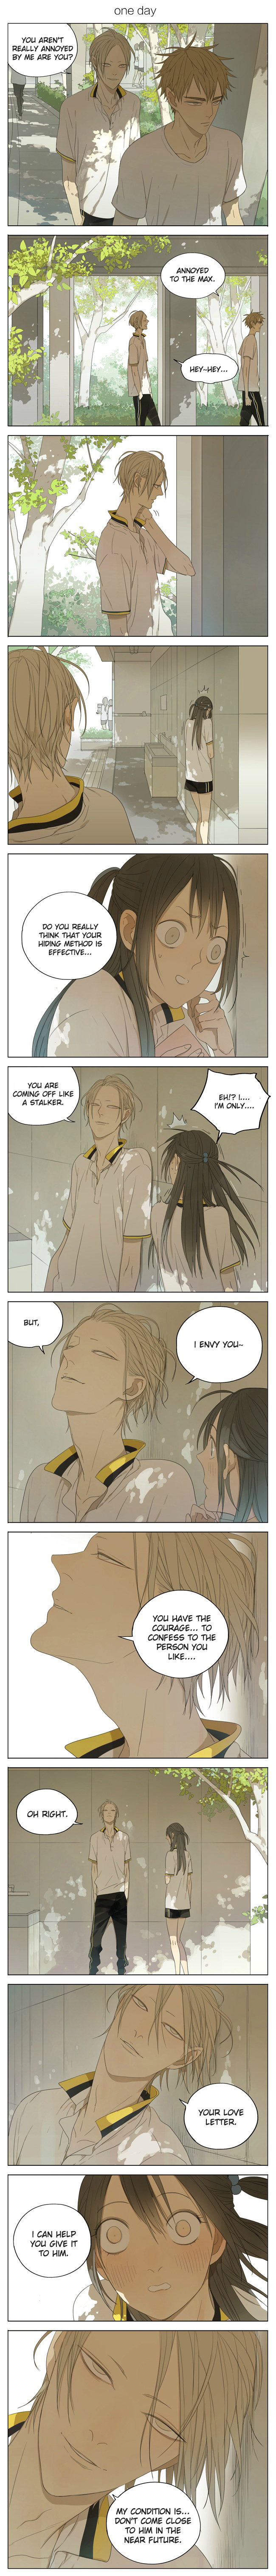 one day
YOU AREN'T
REALLY ANNOYED
BY ME ARE YOU?
ANNOYED
TO THE MAX.
HEY-HEY...
DO YOU REALLY
THINK THAT YOUR
HIDING METHOD IS
EFFECTIVE...
YOU ARE
COMING OFF LIKE
A STALKER.
EH!? I....
I'M ONLY....
BUT,
I ENVY YOU~
YOU HAVE THE
COURAGE... TO
CONFESS TO THE
PERSON YOU
LIKE....
OH RIGHT.
YOUR LOVE
LETTER.
I CAN HELP
YOU GIVE IT
TO HIM.
MY CONDITION IS...
DON'T COME CLOSE
TO HIM IN THE
NEAR FUTURE.